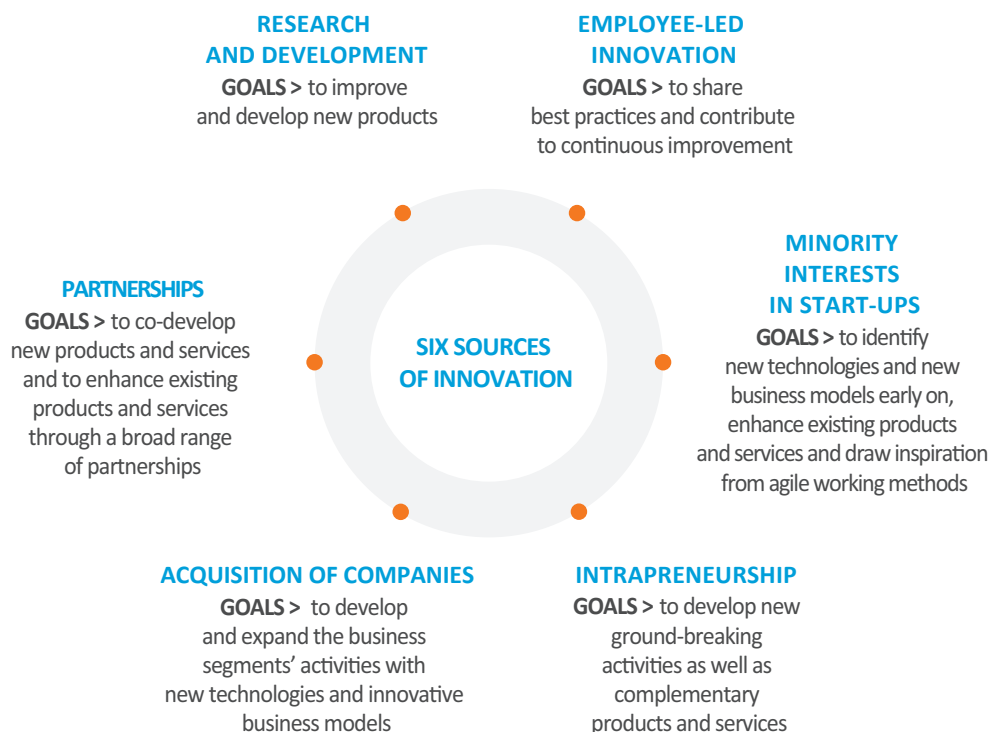 RESEARCH
AND DEVELOPMENT
GOALS > to improve
and develop new products
EMPLOYEE-LED
INNOVATION
GOALS > to share
best practices and contribute
to continuous improvement
MINORITY
INTERESTS
IN START-UPS
GOALS > to identify
new technologies and new
business models early on,
enhance existing products
and services and draw inspiration
from agile working methods
PARTNERSHIPS
GOALS > to co-develop
new products and services
and to enhance existing
products and services
through a broad range
of partnerships
SIX SOURCES
OF INNOVATION
ACQUISITION OF COMPANIES
GOALS > to develop
and expand the business
segments’ activities with
new technologies and innovative
business models
INTRAPRENEURSHIP
GOALS > to develop new
ground-breaking
activities as well as
complementary
products and services